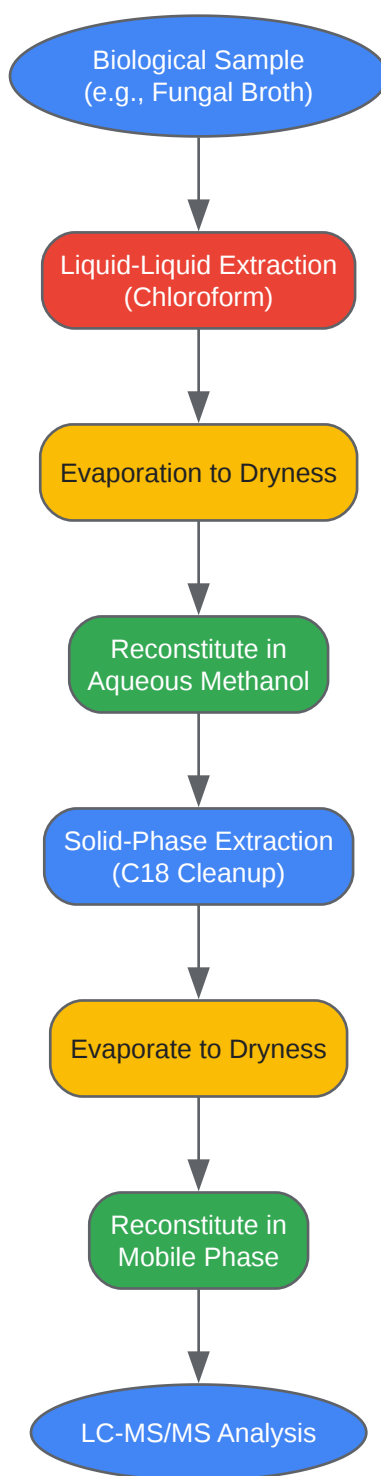 Biological Sample
(e.g., Fungal Broth)
Liquid-Liquid Extraction
(Chloroform)
Evaporation to Dryness
Reconstitute in
Aqueous Methanol
Solid-Phase Extraction
(C18 Cleanup)
Evaporate to Dryness
Reconstitute in
Mobile Phase
LC-MS/MS Analysis